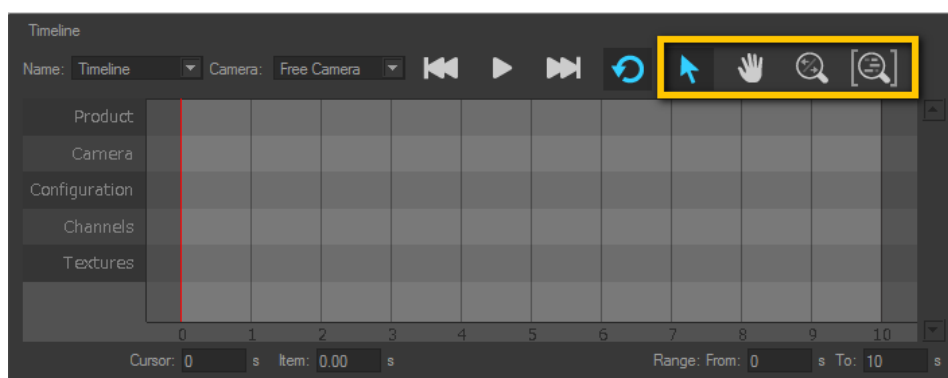 Timeline
Name: Timeline Camera: Free Camera
Product
Camera
Configuration
Channels
Textures
0 1 2 3 4 5 6 7 8 9 10
Cursor: 0 s Item: 0.00 s Range: From: 0 s To: 10 s